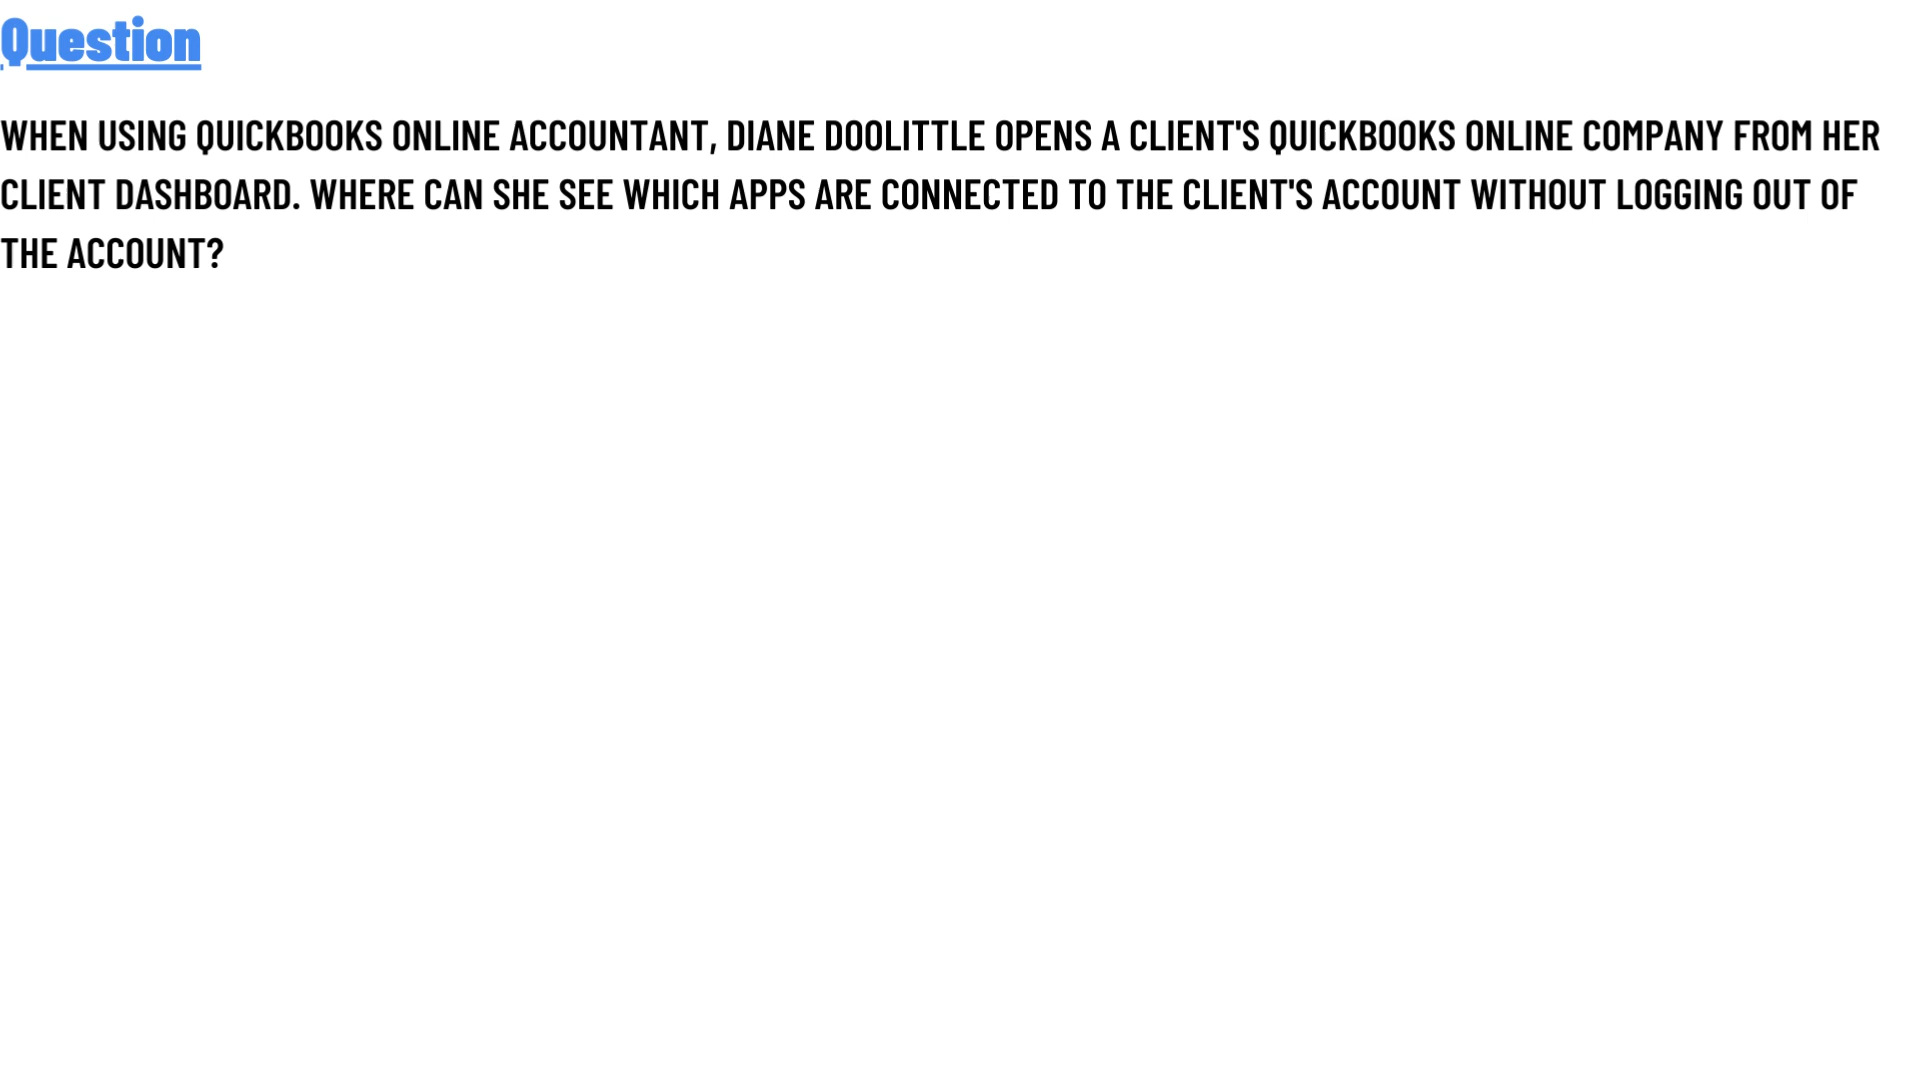 Question
WHEN USING QUICKBOOKS ONLINE ACCOUNTANT, DIANE DOOLITTLE OPENS A CLIENT'S QUICKBOOKS ONLINE COMPANY FROM HER
CLIENT DASHBOARD. WHERE CAN SHE SEE WHICH APPS ARE CONNECTED TO THE CLIENT'S ACCOUNT WITHOUT LOGGING OUT OF
THE ACCOUNT?